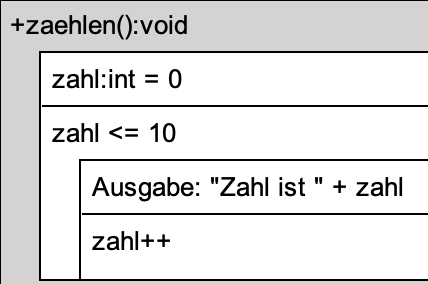 +zaehlen():void
zahl:int = 0
zahl <= 10
Ausgabe: "Zahl ist " + zahl
zahl++